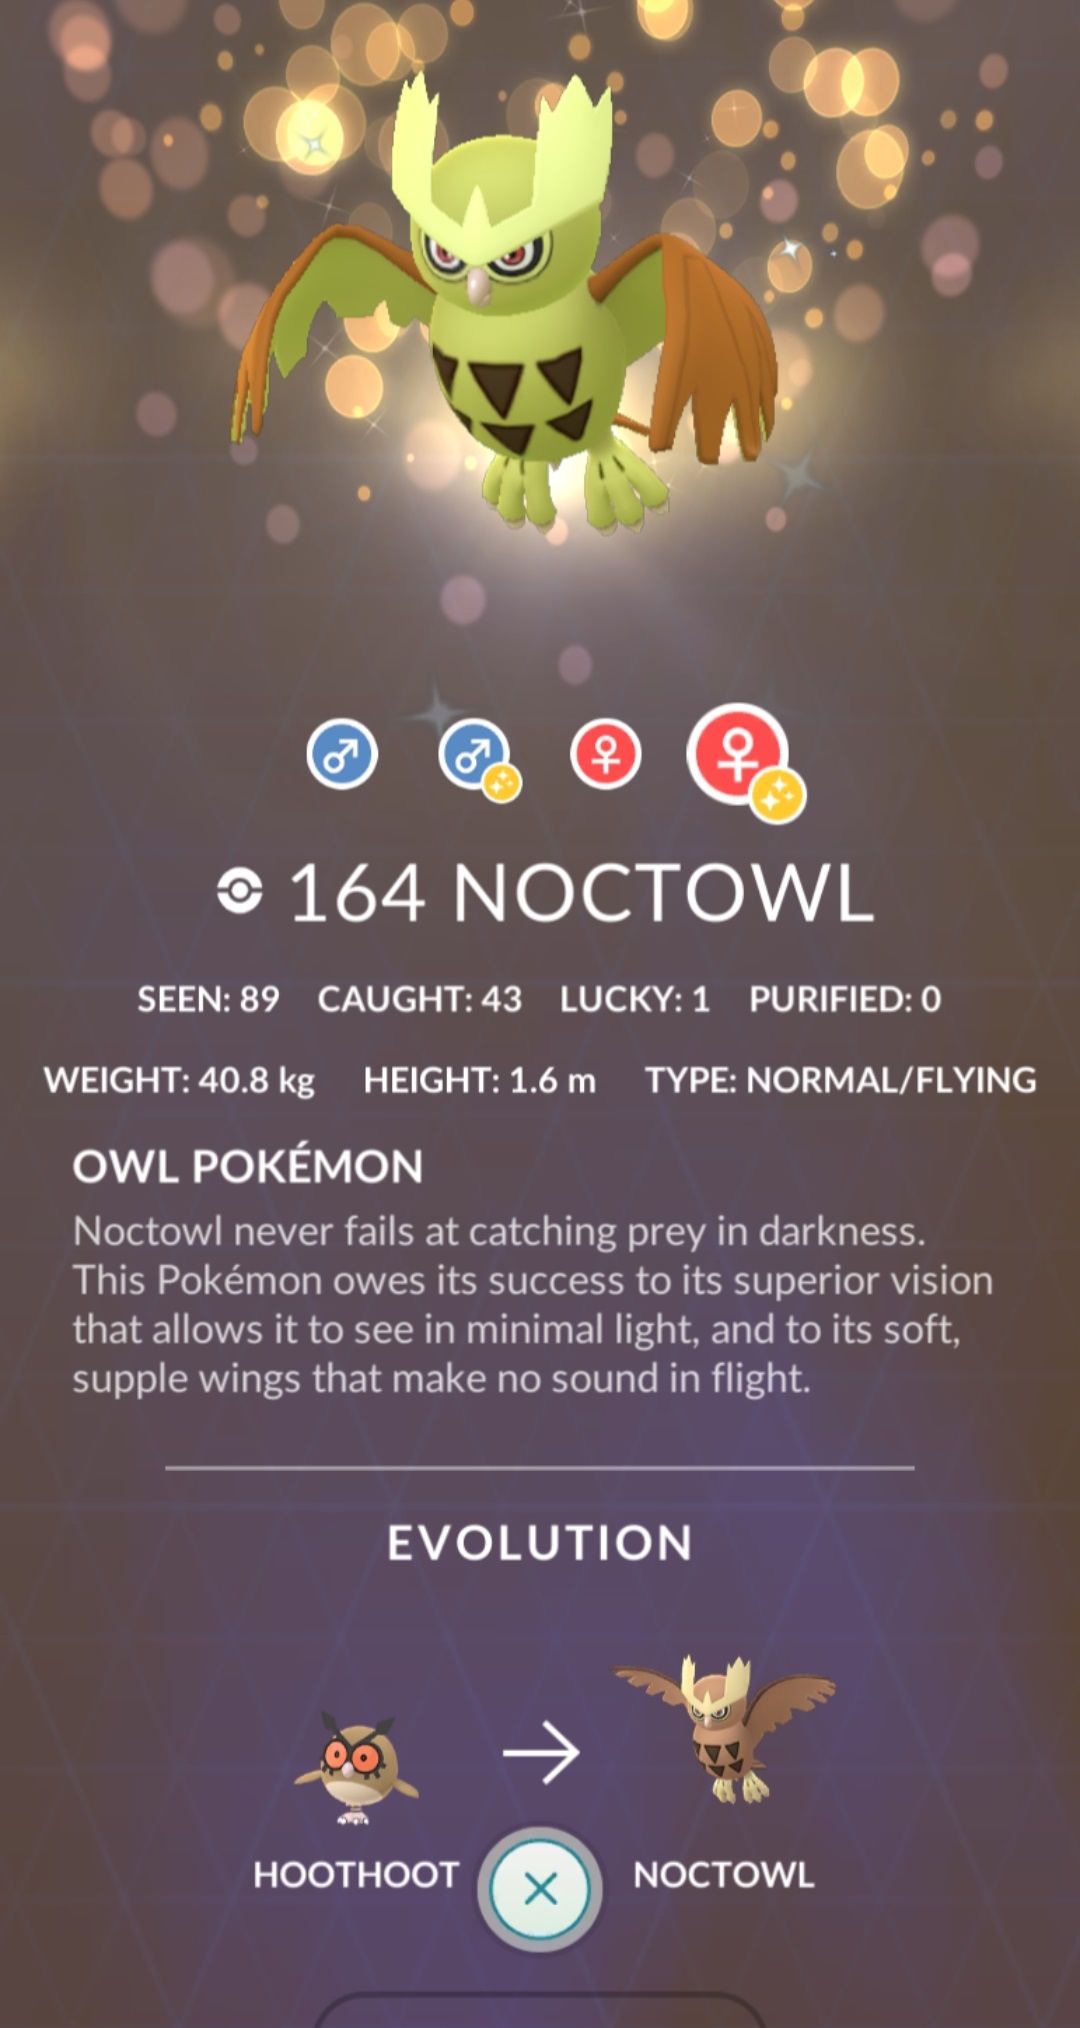 164 NOCTOWL
SEEN: 89 CAUGHT: 43 LUCKY: 1 PURIFIED: 0
WEIGHT: 40.8 kg HEIGHT: 1.6 m TYPE: NORMAL/FLYING
OWL POKÉMON
Noctowl never fails at catching prey in darkness.
This Pokémon owes its success to its superior vision
that allows it to see in minimal light, and to its soft,
supple wings that make no sound in flight.
EVOLUTION
HOOTHOOT NOCTOWL